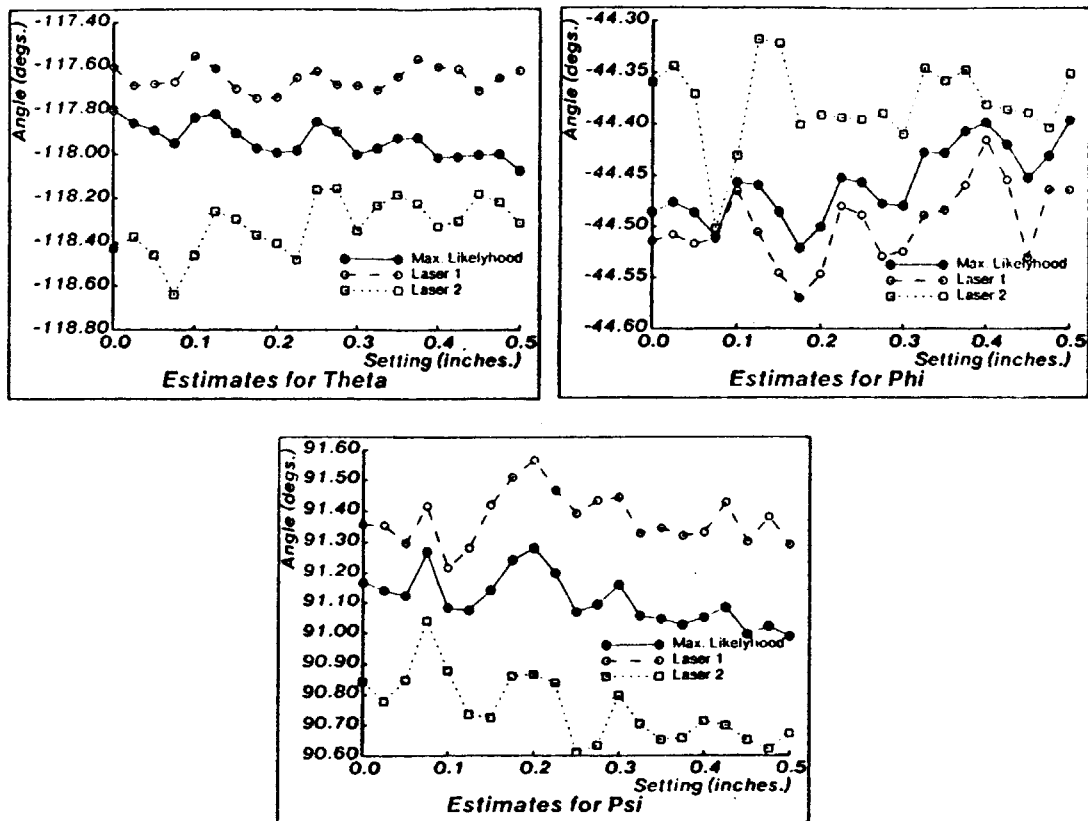 -117.40
-117.60
-117.80
-118.00
-118.20
-118.40
-118.60
-118.80
Angle (degs.)
Max. Likelyhood
Laser 1
Laser 2
0.0 0.1 0.2 0.3 0.4 0.5
Setting (inches.)
Estimates for Theta
-44.30
-44.35
-44.40
-44.45
-44.50
-44.55
-44.60
Angle (degs.)
Max. Likelyhood
Laser 1
Laser 2
0.0 0.1 0.2 0.3 0.4 0.5
Setting (inches.)
Estimates for Phi
91.60
91.50
91.40
91.30
91.20
91.10
91.00
90.90
90.80
90.70
90.60
Angle (degs.)
Max. Likelyhood
Laser 1
Laser 2
0.0 0.1 0.2 0.3 0.4 0.5
Setting (inches.)
Estimates for Psi